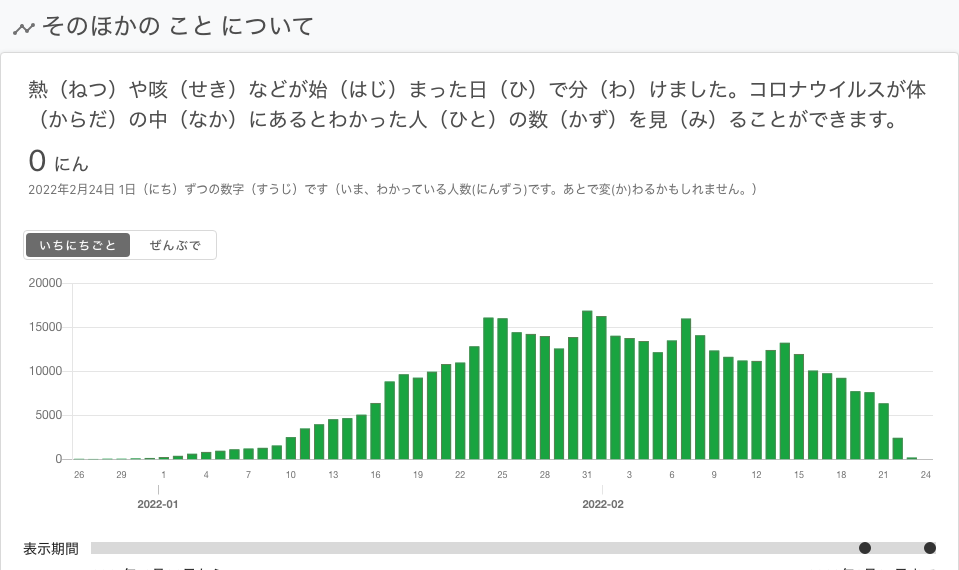 そのほかの こと について
熱（ねつ）や咳（せき）などが始（はじ）まった日（ひ）で分（わ）けました。コロナウイルスが体
（からだ）の中（なか）にあるとわかった人（ひと）の数（かず）を見（み）ることができます。
0 にん
2022年2月24日 1日（にち）ずつの数字（すうじ）です（いま、わかっている人数(にんずう)です。あとで変(か)わるかもしれません。）
いちにちごと ぜんぶで
20000
15000
10000
5000
0
26 29 1 4 7 10 13 16 19 22 25 28 31 3 6 9 12 15 18 21 24
2022-01 2022-02
表示期間